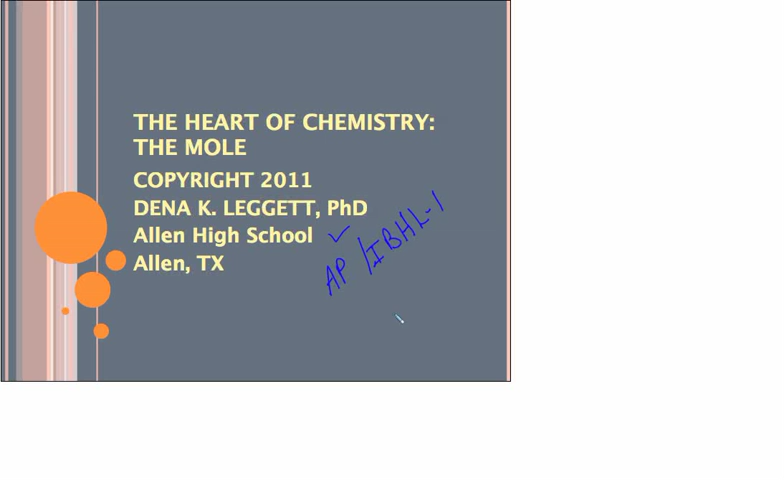 THE HEART OF CHEMISTRY:
THE MOLE
COPYRIGHT 2011
DENA K. LEGGETT, PhD
Allen High School
Allen, TX
AP /IBHL-1